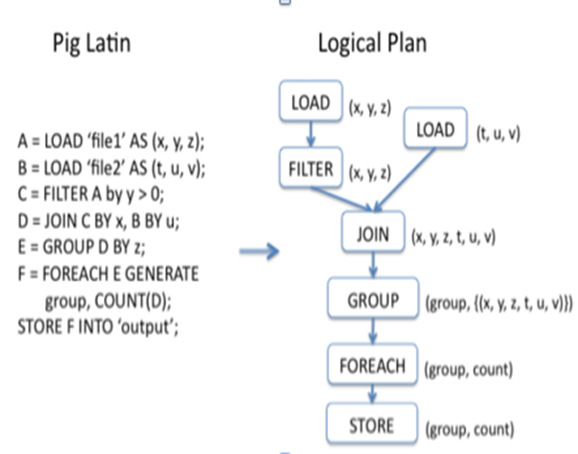 Pig Latin
A = LOAD ‘file1’ AS (x, y, z);
B = LOAD ‘file2’ AS (t, u, v);
C = FILTER A by y > 0;
D = JOIN C BY x, B BY u;
E = GROUP D BY z;
F = FOREACH E GENERATE
group, COUNT(D);
STORE F INTO ‘output’;
Logical Plan
LOAD (x, y, z)
LOAD (t, u, v)
FILTER (x, y, z)
JOIN (x, y, z, t, u, v)
GROUP (group, {(x, y, z, t, u, v)})
FOREACH (group, count)
STORE (group, count)